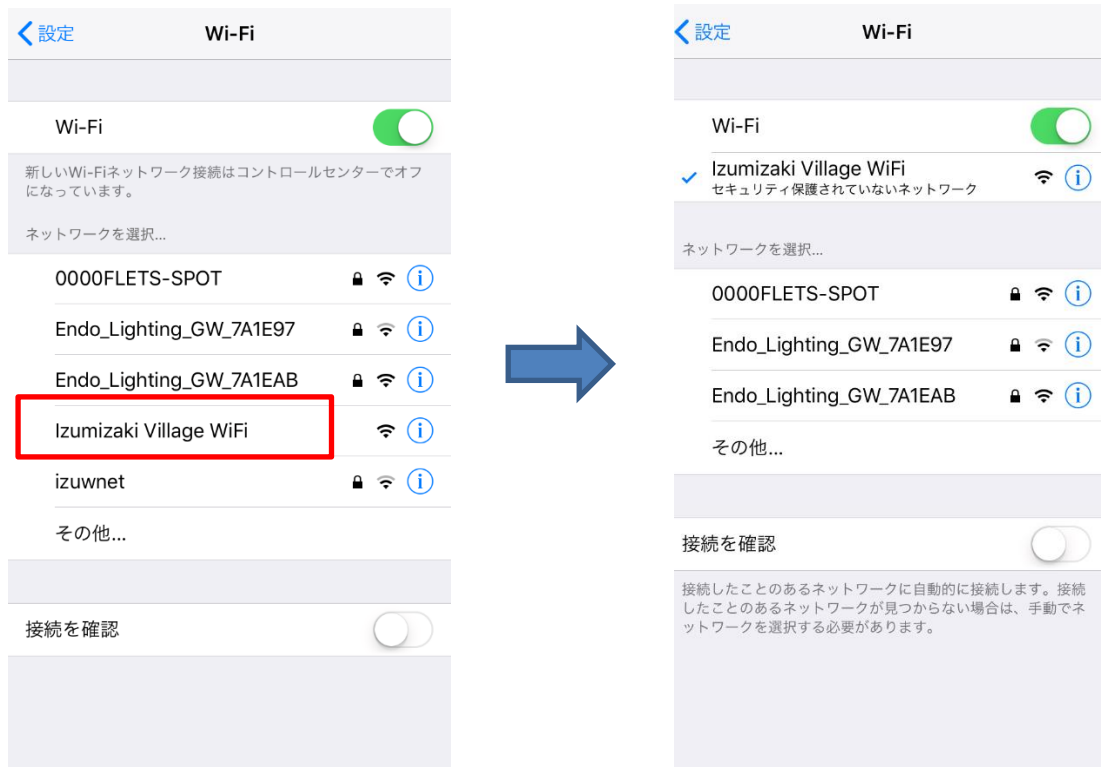 設定
Wi-Fi
Wi-Fi
新しいWi-Fiネットワーク接続はコントロールセンターでオフ
になっています。
ネットワークを選択...
0000FLETS-SPOT
Endo_Lighting_GW_7A1E97
Endo_Lighting_GW_7A1EAB
Izumizaki Village WiFi
izuwnet
その他...
接続を確認
設定
Wi-Fi
Wi-Fi
Izumizaki Village WiFi
セキュリティ保護されていないネットワーク
ネットワークを選択...
0000FLETS-SPOT
Endo_Lighting_GW_7A1E97
Endo_Lighting_GW_7A1EAB
その他...
接続を確認
接続したことのあるネットワークに自動的に接続します。接続
したことのあるネットワークが見つからない場合は、手動でネ
ットワークを選択する必要があります。